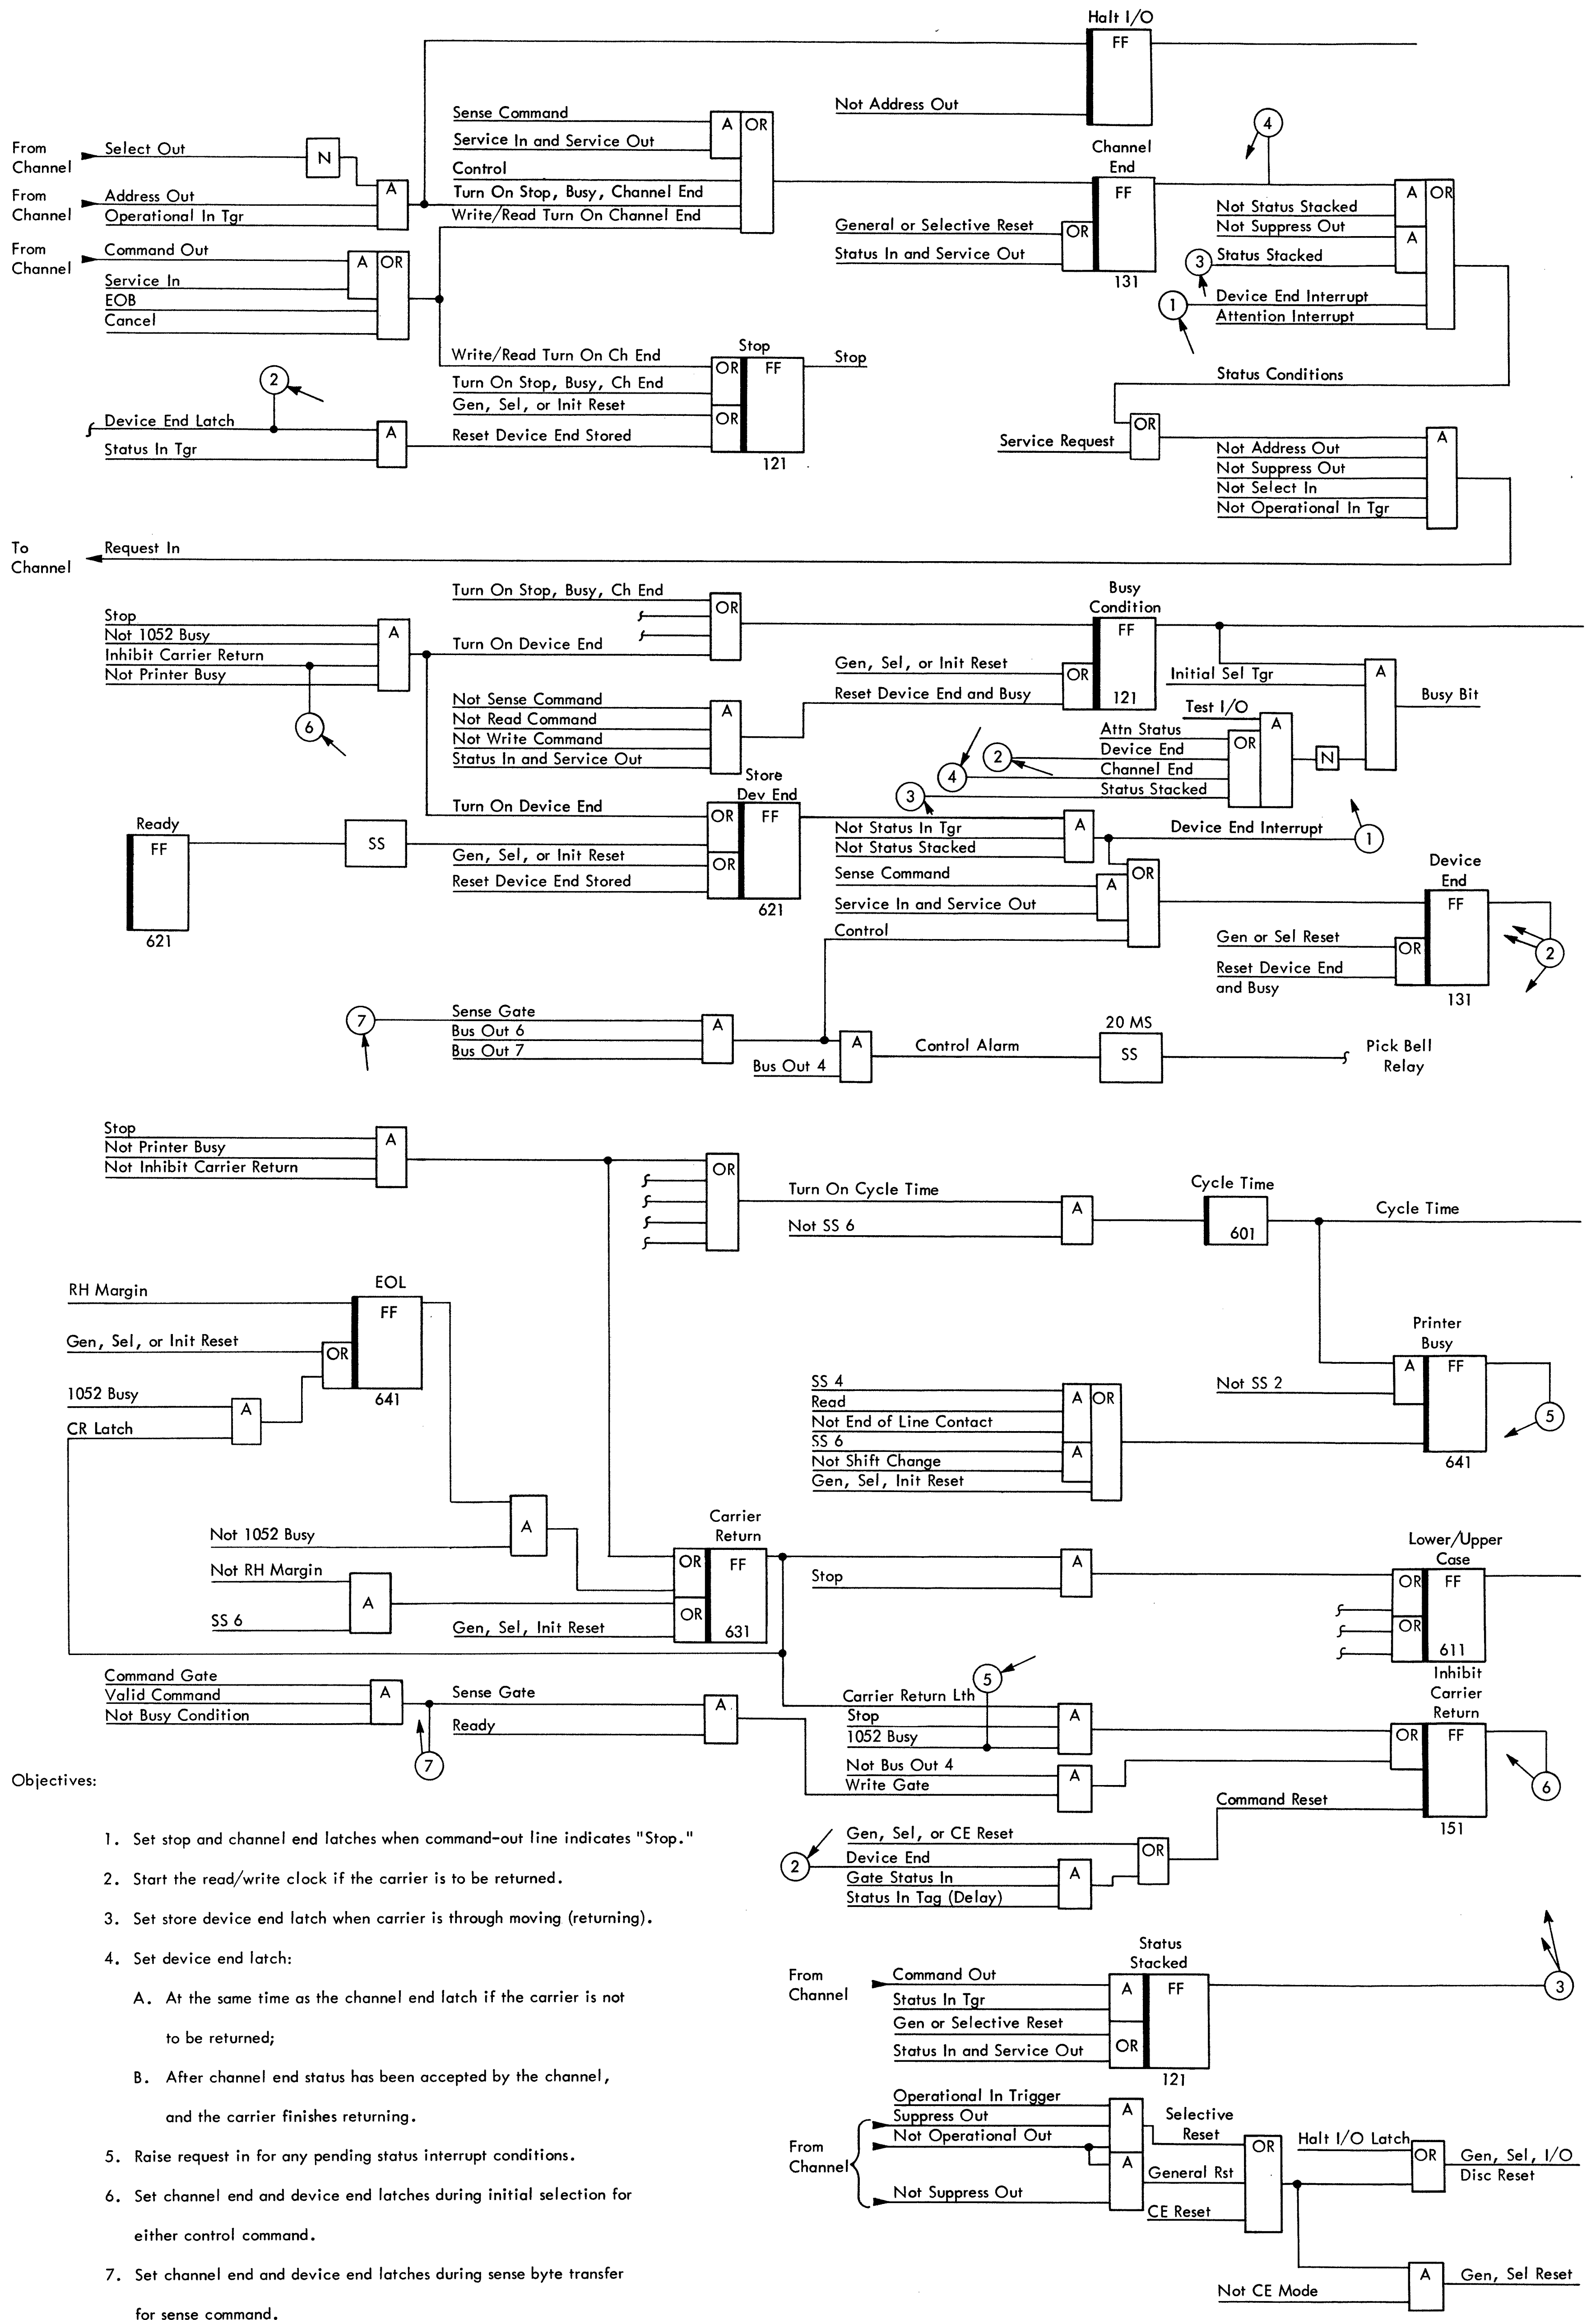 Halt I/O
FF
Not Address Out
Sense Command
A OR
Service In and Service Out
Control
Turn On Stop, Busy, Channel End
Write/Read Turn On Channel End
From Channel
Select Out
N
From Channel
Address Out
A
Operational In Tgr
From Channel
Command Out
A OR
Service In
EOB
Cancel
Channel End
FF
General or Selective Reset
OR
Status In and Service Out
131
4
A OR
Not Status Stacked
Not Suppress Out
A
3
Status Stacked
1
Device End Interrupt
Attention Interrupt
Status Conditions
Stop
Write/Read Turn On Ch End
OR FF
Stop
Turn On Stop, Busy, Ch End
Gen, Sel, or Init Reset
OR
Reset Device End Stored
121
2
Device End Latch
A
Status In Tgr
Service Request
OR
A
Not Address Out
Not Suppress Out
Not Select In
Not Operational In Tgr
To Channel
Request In
Turn On Stop, Busy, Ch End
OR
Turn On Device End
Stop
Not 1052 Busy
A
Inhibit Carrier Return
Not Printer Busy
6
Busy Condition
FF
Gen, Sel, or Init Reset
OR
Reset Device End and Busy
121
Initial Sel Tgr
A
Busy Bit
Not Sense Command
A
Not Read Command
Not Write Command
Status In and Service Out
Test I/O
A
Attn Status
OR
2
Device End
N
4
Channel End
3
Status Stacked
Store Dev End
Turn On Device End
OR FF
Gen, Sel, or Init Reset
OR
Reset Device End Stored
621
Ready
FF
621
SS
A
Not Status In Tgr
Not Status Stacked
Device End Interrupt
1
Sense Command
A OR
Service In and Service Out
Control
Device End
FF
Gen or Sel Reset
OR
Reset Device End and Busy
131
2
7
Sense Gate
A
Bus Out 6
Bus Out 7
Bus Out 4
A
Control Alarm
20 MS
SS
Pick Bell Relay
Stop
A
Not Printer Busy
Not Inhibit Carrier Return
OR
Turn On Cycle Time
A
Not SS 6
Cycle Time
601
Cycle Time
EOL
RH Margin
FF
Gen, Sel, or Init Reset
OR
641
1052 Busy
A
CR Latch
Printer Busy
A FF
Not SS 2
641
5
SS 4
A OR
Read
Not End of Line Contact
SS 6
A
Not Shift Change
Gen, Sel, Init Reset
A
Not 1052 Busy
Not RH Margin
A
SS 6
Carrier Return
OR FF
OR
Gen, Sel, Init Reset
631
Stop
A
Lower/Upper Case
OR FF
OR
611
Command Gate
A
Valid Command
Not Busy Condition
7
Sense Gate
A
Ready
5
Carrier Return Lth
A
Stop
1052 Busy
Not Bus Out 4
A
Write Gate
Inhibit Carrier Return
OR FF
6
Command Reset
151
Gen, Sel, or CE Reset
OR
2
Device End
A
Gate Status In
Status In Tag (Delay)
Objectives:
1. Set stop and channel end latches when command-out line indicates "Stop."
2. Start the read/write clock if the carrier is to be returned.
3. Set store device end latch when carrier is through moving (returning).
4. Set device end latch:
A. At the same time as the channel end latch if the carrier is not
to be returned;
B. After channel end status has been accepted by the channel,
and the carrier finishes returning.
5. Raise request in for any pending status interrupt conditions.
6. Set channel end and device end latches during initial selection for
either control command.
7. Set channel end and device end latches during sense byte transfer
for sense command.
Status Stacked
From Channel
Command Out
A FF
Status In Tgr
Gen or Selective Reset
OR
Status In and Service Out
121
3
From Channel
Operational In Trigger
A
Suppress Out
Not Operational Out
A
Not Suppress Out
Selective Reset
OR
General Rst
CE Reset
Halt I/O Latch
OR
Gen, Sel, I/O
Disc Reset
Not CE Mode
A
Gen, Sel Reset